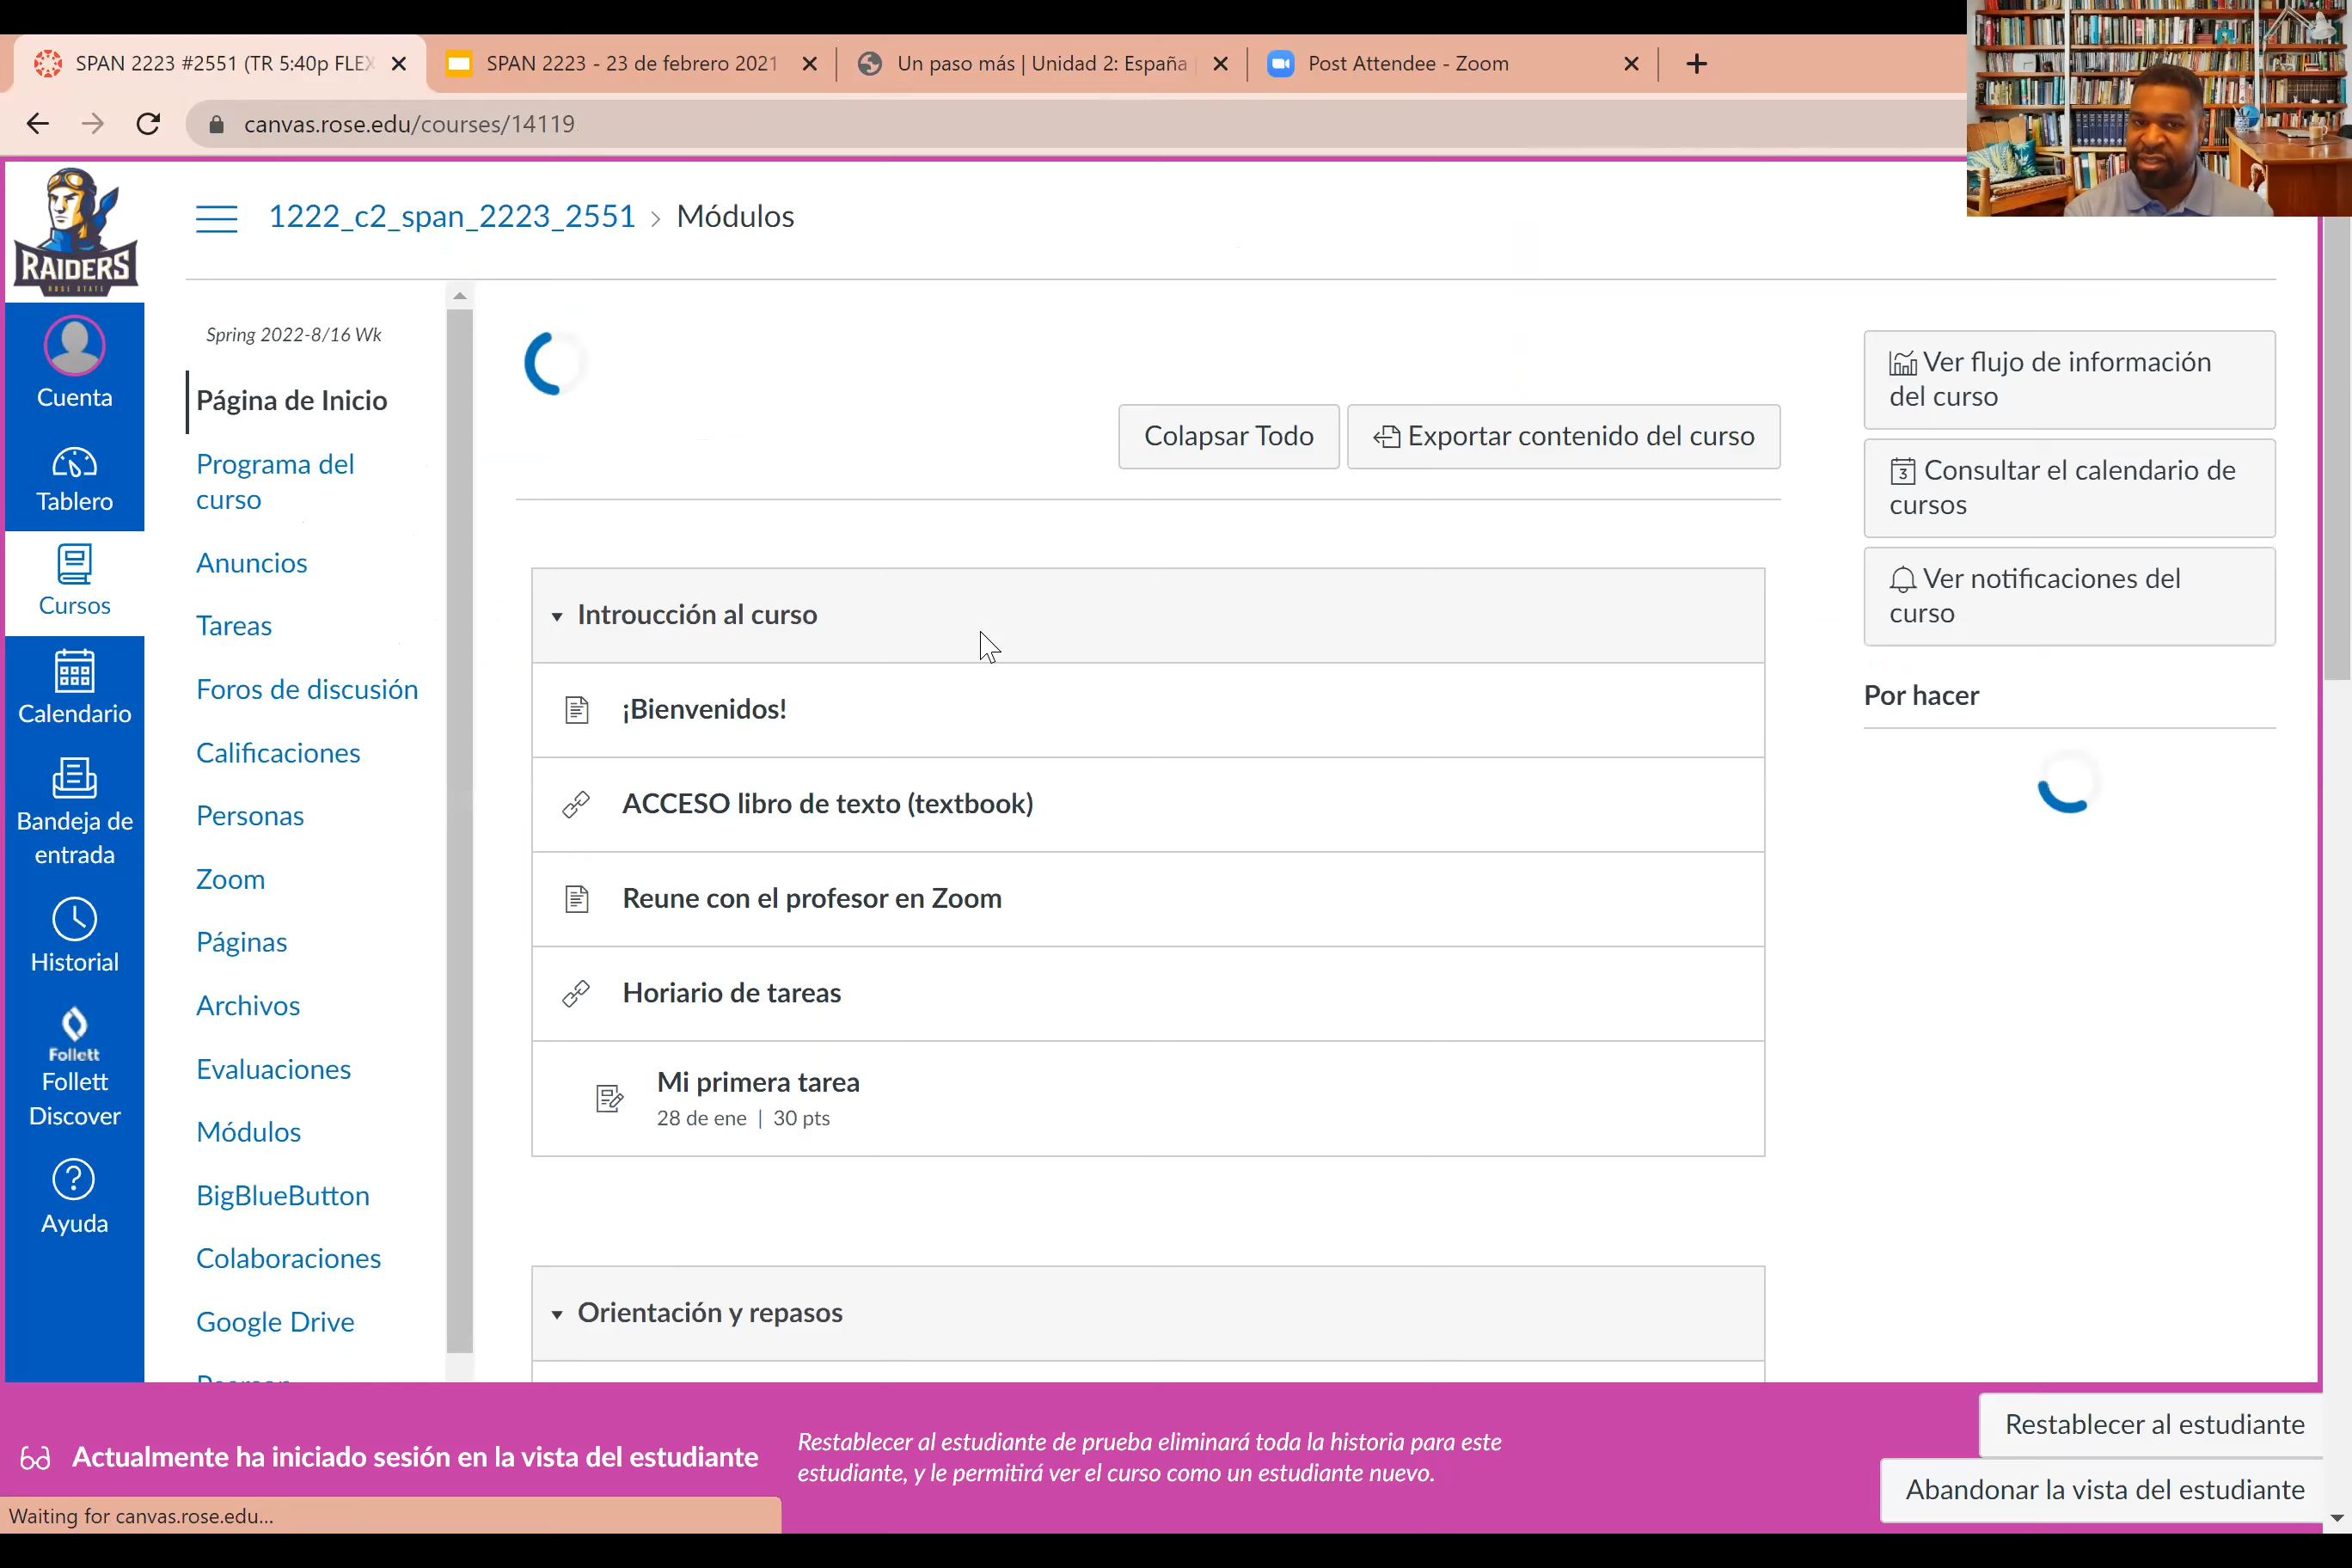 SPAN 2223 #2551 (TR 5:40p FLEX
SPAN 2223 - 23 de febrero 2021
Un paso más | Unidad 2: España
Post Attendee - Zoom
canvas.rose.edu/courses/14119
RAIDERS
ROSE STATE
1222_c2_span_2223_2551 > Módulos
Cuenta
Tablero
Cursos
Calendario
Bandeja de
entrada
Historial
Follett
Follett
Discover
Ayuda
Spring 2022-8/16 Wk
Página de Inicio
Programa del
curso
Anuncios
Tareas
Foros de discusión
Calificaciones
Personas
Zoom
Páginas
Archivos
Evaluaciones
Módulos
BigBlueButton
Colaboraciones
Google Drive
Colapsar Todo
Exportar contenido del curso
Introucción al curso
¡Bienvenidos!
ACCESO libro de texto (textbook)
Reune con el profesor en Zoom
Horiario de tareas
Mi primera tarea
28 de ene | 30 pts
Orientación y repasos
Ver flujo de información
del curso
3 Consultar el calendario de
cursos
Ver notificaciones del
curso
Por hacer
Actualmente ha iniciado sesión en la vista del estudiante
Restablecer al estudiante de prueba eliminará toda la historia para este
estudiante, y le permitirá ver el curso como un estudiante nuevo.
Restablecer al estudiante
Abandonar la vista del estudiante
Waiting for canvas.rose.edu...